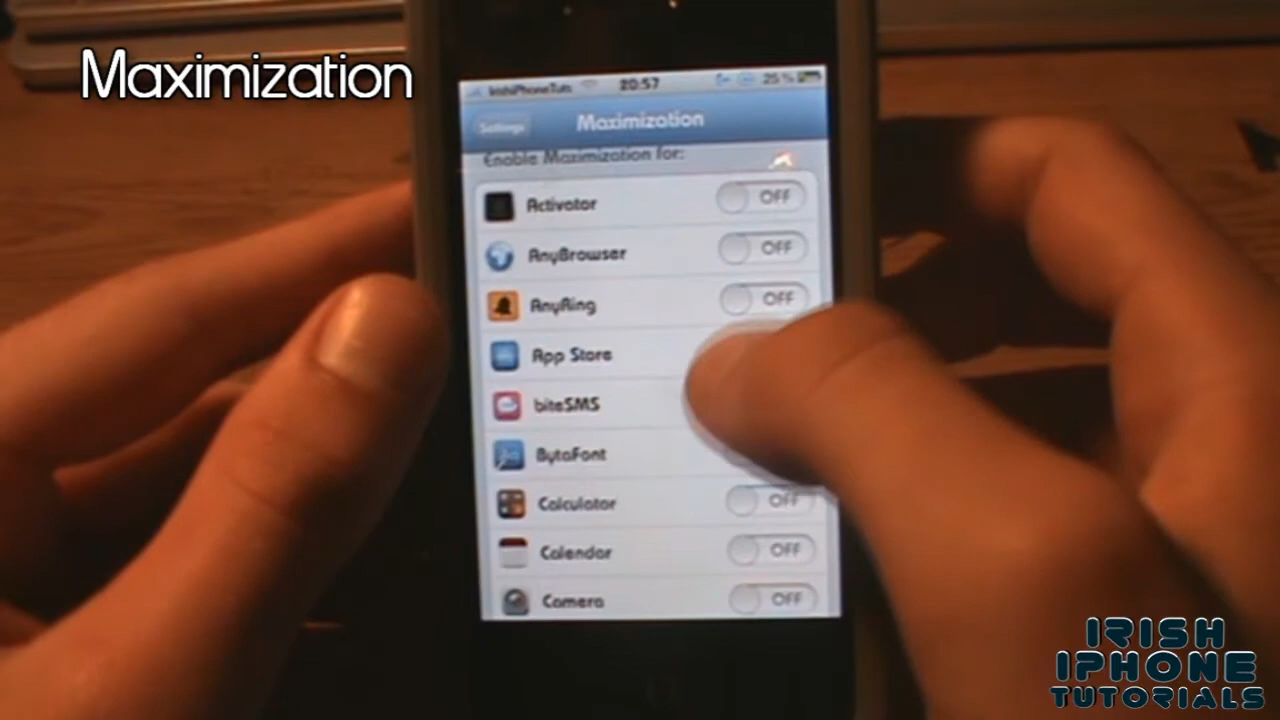 Maximization
IrishiPhoneTuts 20:57 25%
Settings Maximization
Enable Maximization for:
Activator OFF
AnyBrowser OFF
AnyRing OFF
App Store
biteSMS
BytaFont
Calculator OFF
Calendar OFF
Camera OFF
IRISH
IPHONE
TUTORIALS